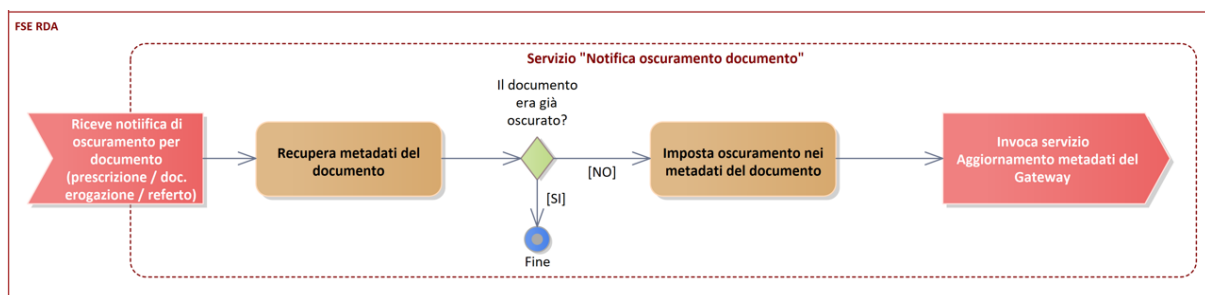 FSE RDA
Servizio "Notifica oscuramento documento"
Riceve notiifica di
oscuramento per
documento
(prescrizione / doc.
erogazione / referto)
Recupera metadati del
documento
Il documento
era già
oscurato?
[NO]
[SI]
Fine
Imposta oscuramento nei
metadati del documento
Invoca servizio
Aggiornamento metadati del
Gateway